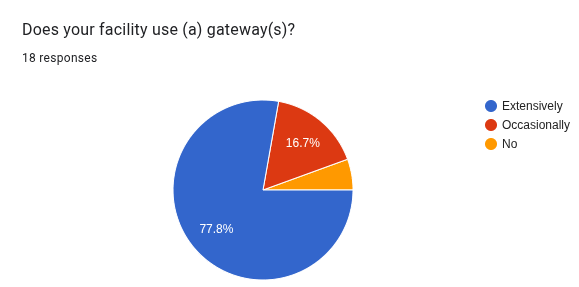 Does your facility use (a) gateway(s)?
18 responses
Extensively
Occasionally
No
16.7%
77.8%